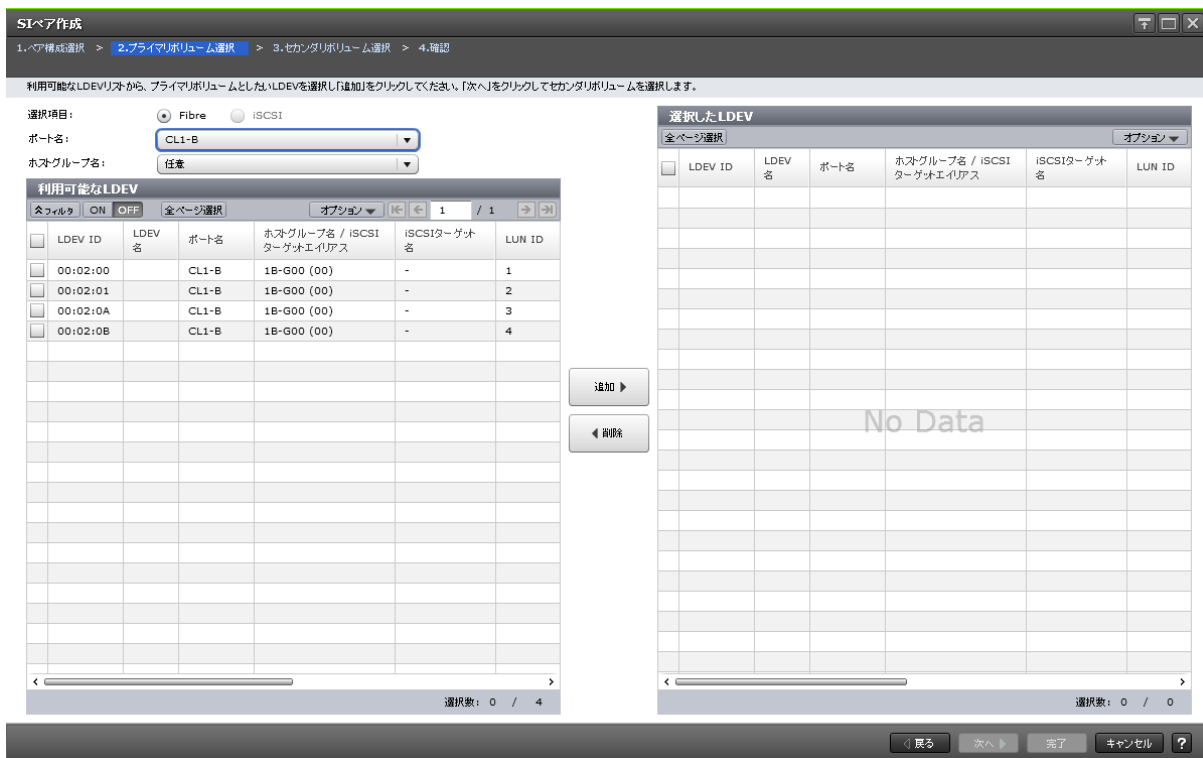 SIペア作成
1.ペア構成選択 > 2.プライマリボリューム選択 > 3.セカンダリボリューム選択 > 4.確認
利用可能なLDEVリストから、プライマリボリュームとしたいLDEVを選択し「追加」をクリックしてください。「次へ」をクリックしてセカンダリボリュームを選択します。
選択項目: Fibre iSCSI
ポート名: CL1-B
ホストグループ名: 任意
利用可能なLDEV
フィルタ ON OFF 全ページ選択 オプション 1 / 1
LDEV ID LDEV名 ポート名 ホストグループ名 / iSCSIターゲットエイリアス iSCSIターゲット名 LUN ID
00:02:00 CL1-B 1B-G00 (00) - 1
00:02:01 CL1-B 1B-G00 (00) - 2
00:02:0A CL1-B 1B-G00 (00) - 3
00:02:0B CL1-B 1B-G00 (00) - 4
選択数: 0 / 4
追加
削除
選択したLDEV
全ページ選択 オプション
LDEV ID LDEV名 ポート名 ホストグループ名 / iSCSIターゲットエイリアス iSCSIターゲット名 LUN ID
No Data
選択数: 0 / 0
戻る 次へ 完了 キャンセル ?